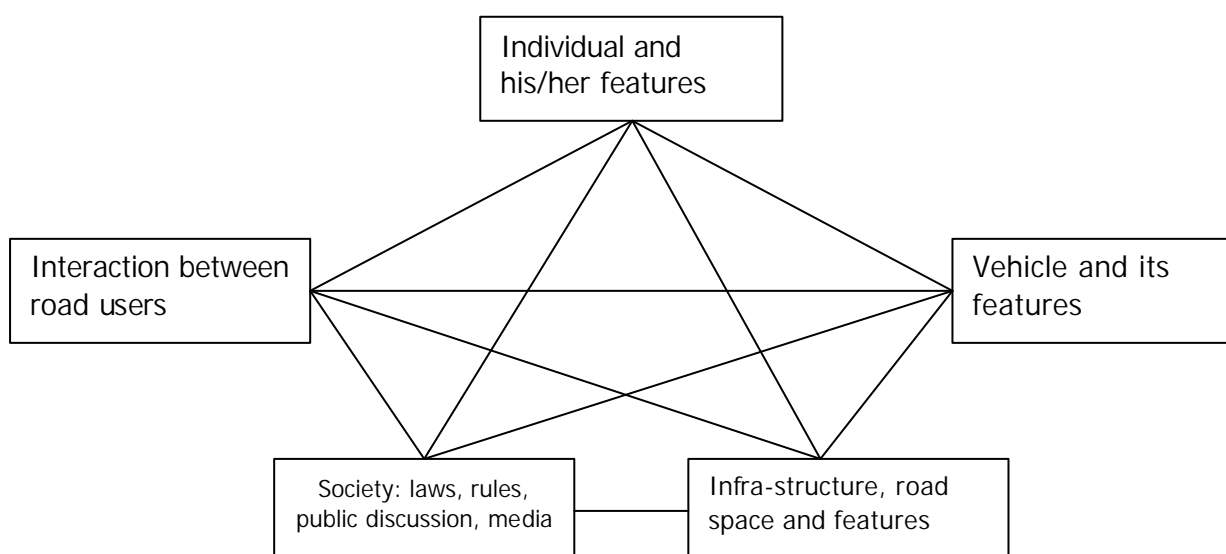 Individual and
his/her features
Interaction between
road users
Vehicle and its
features
Society: laws, rules,
public discussion, media
Infra-structure, road
space and features